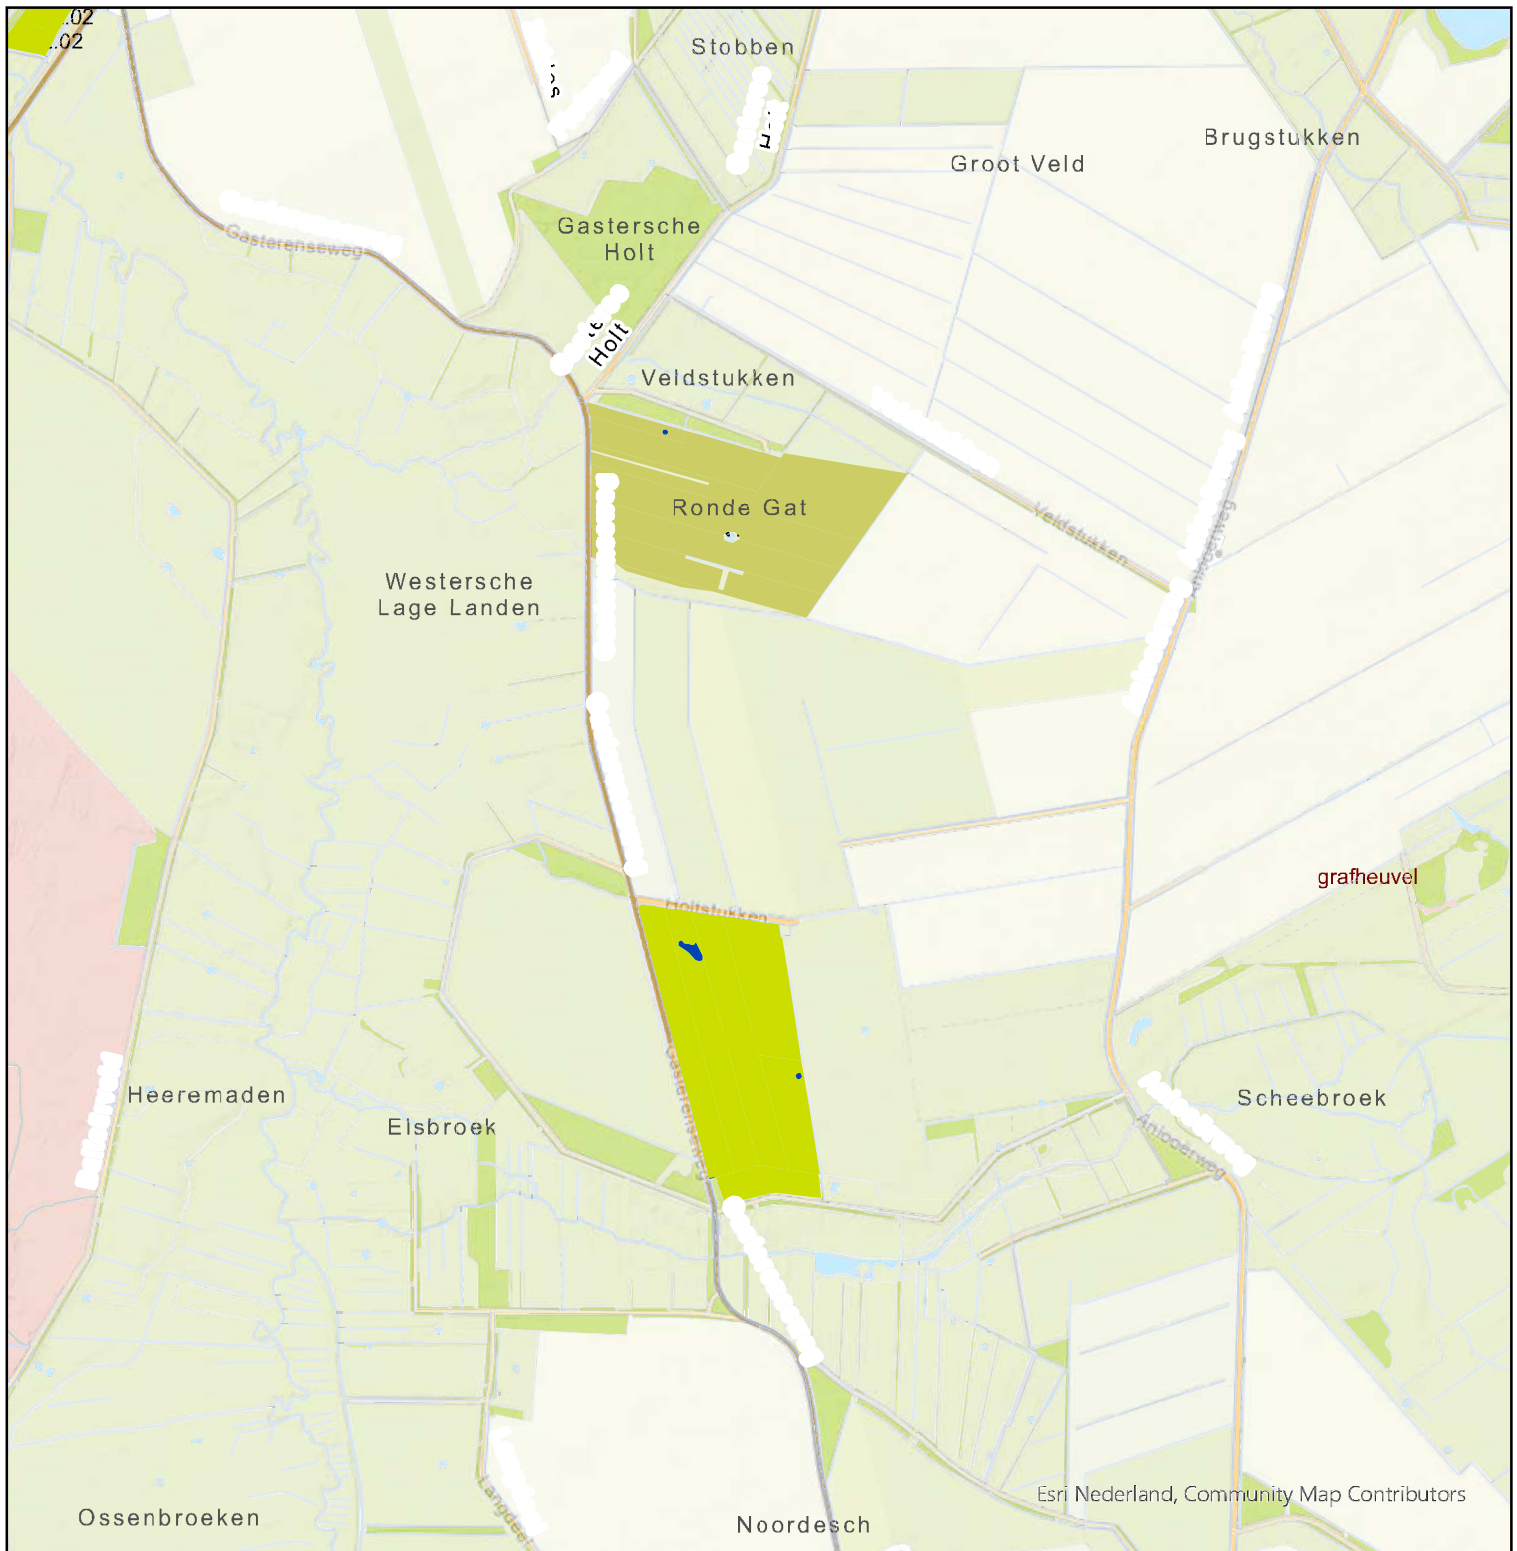 .02
.02
Stobben
Brugstukken
Groot Veld
Gastersche
Holt
Gasterenseweg
Holt
Veldstukken
Ronde Gat
Veldstukken
Westersche
Lage Landen
grafheuvel
Holtstukken
Gasterenseweg
Heeremaden
Elsbroek
Scheebroek
Anlooerweg
Esri Nederland, Community Map Contributors
Ossenbroeken
Noordesch